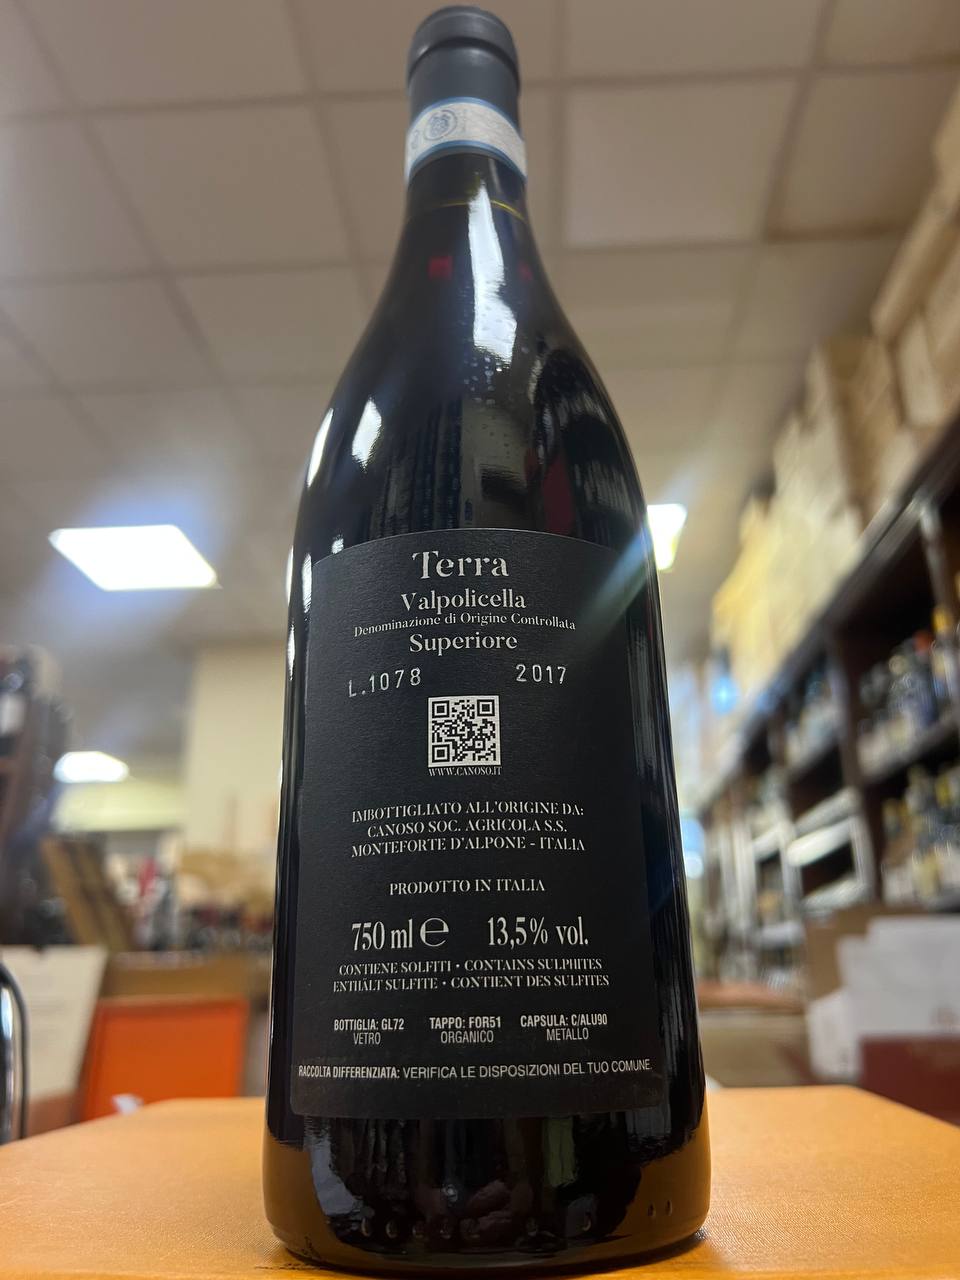 Terra
Valpolicella
Denominazione di Origine Controllata
Superiore
L.1078 2017
WWW.CANOSO.IT
IMBOTTIGLIATO ALL'ORIGINE DA:
CANOSO SOC. AGRICOLA S.S.
MONTEFORTE D'ALPONE - ITALIA
PRODOTTO IN ITALIA
750 ml ℮ 13,5% vol.
CONTIENE SOLFITI • CONTAINS SULPHITES
ENTHÄLT SULFITE • CONTIENT DES SULFITES
BOTTIGLIA: GL72 TAPPO: FOR51 CAPSULA: C/ALU90
VETRO ORGANICO METALLO
RACCOLTA DIFFERENZIATA: VERIFICA LE DISPOSIZIONI DEL TUO COMUNE.